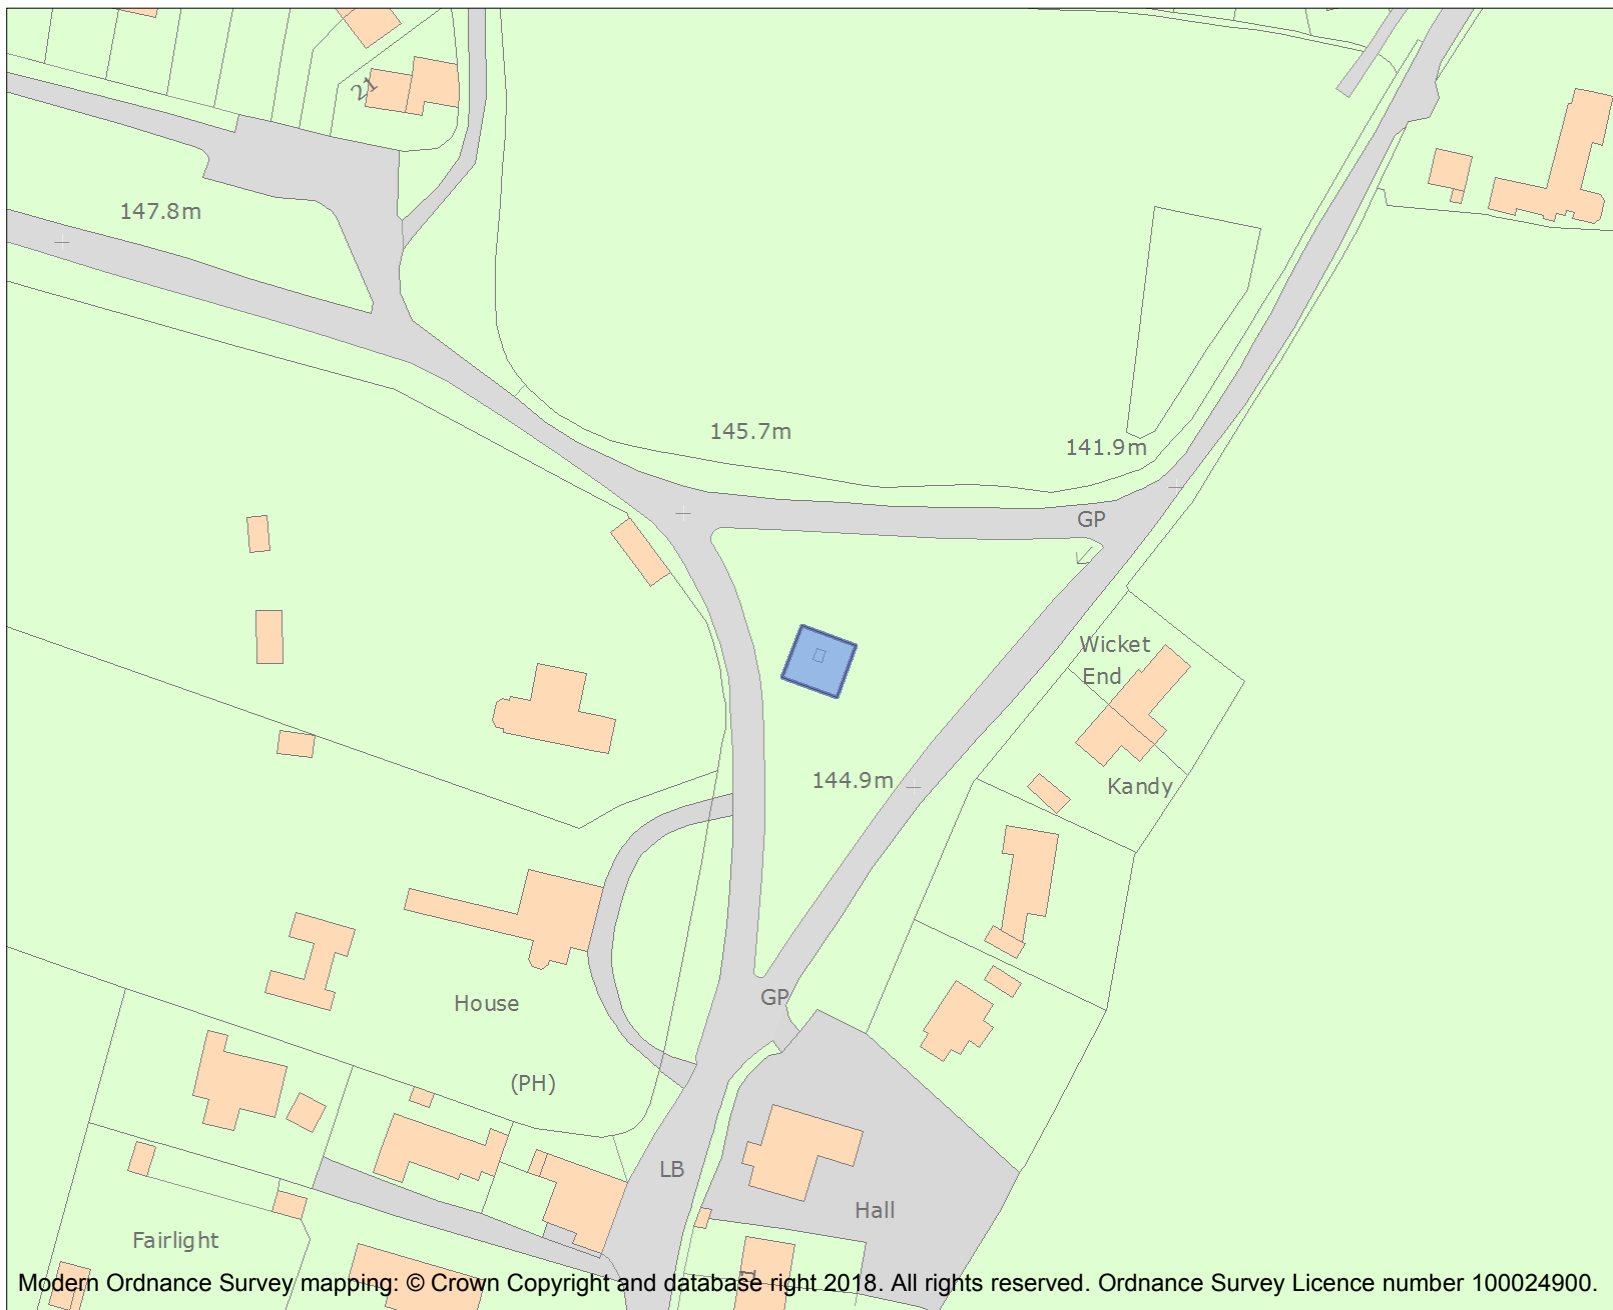 21
147.8m
145.7m
141.9m
GP
Wicket
End
144.9m
Kandy
GP
House
(PH)
LB
Hall
Fairlight
1
Modern Ordnance Survey mapping: © Crown Copyright and database right 2018. All rights reserved. Ordnance Survey Licence number 100024900.